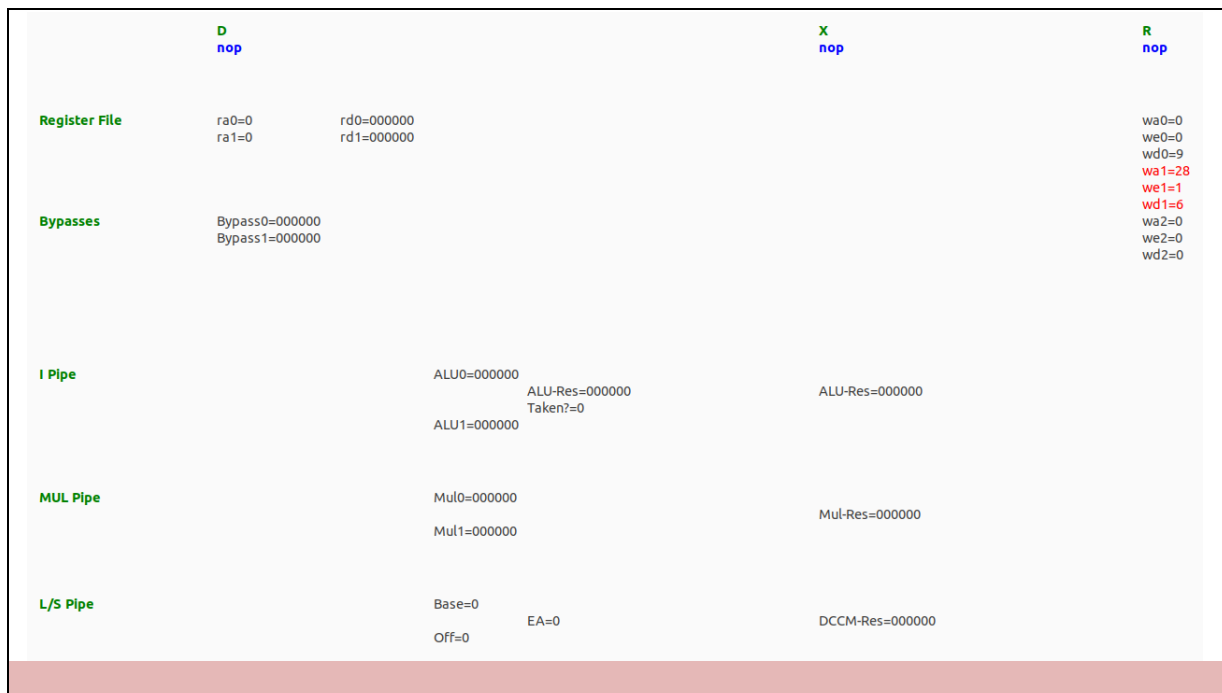 D X R
nop nop nop
Register File ra0=0 rd0=000000 wa0=0
ra1=0 rd1=000000 we0=0
wd0=9
wa1=28
we1=1
wd1=6
Bypasses Bypass0=000000 wa2=0
Bypass1=000000 we2=0
wd2=0
I Pipe ALU0=000000
ALU-Res=000000 ALU-Res=000000
Taken?=0
ALU1=000000
MUL Pipe Mul0=000000
Mul-Res=000000
Mul1=000000
L/S Pipe Base=0
EA=0 DCCM-Res=000000
Off=0